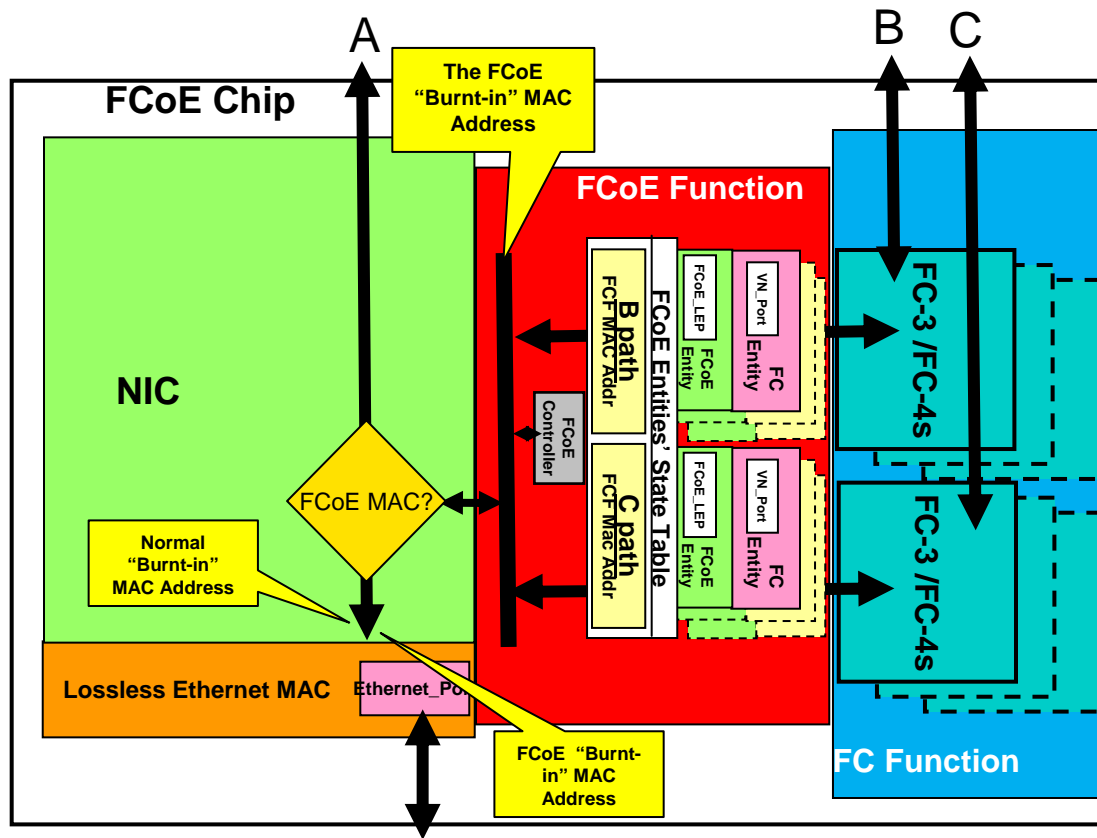 A
B
C
FCoE Chip
The FCoE
“Burnt-in” MAC
Address
NIC
FCoE MAC?
Normal
“Burnt-in”
MAC Address
Lossless Ethernet MAC
Ethernet_Por
FCoE “Burnt-
in” MAC
Address
FCoE Function
FCoE
Controller
B path
FCF MAC Addr
C path
FCF Mac Addr
FCoE Entities’ State Table
FCoE_LEP
FCoE
Entity
VN_Port
FC
Entity
FCoE_LEP
FCoE
Entity
VN_Port
FC
Entity
FC-3 /FC-4s
FC-3 /FC-4s
FC Function